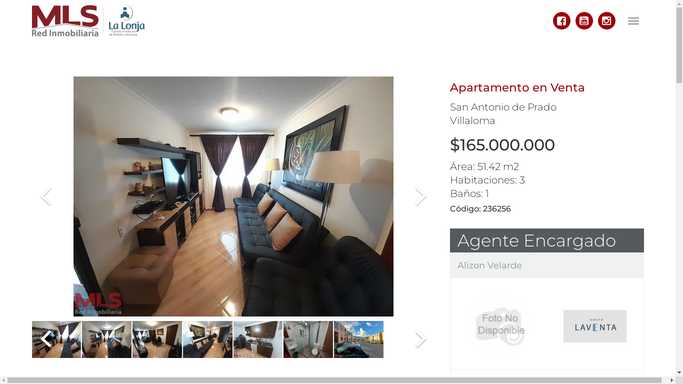 MLS
Red Inmobiliaria
La Lonja
Apartamento en Venta
San Antonio de Prado
Villaloma
$165.000.000
Área: 51.42 m2
Habitaciones: 3
Baños: 1
Código: 236256
MLS
Red Inmobiliaria
Agente Encargado
Alizon Velarde
Foto No
Disponible
LAVENTA